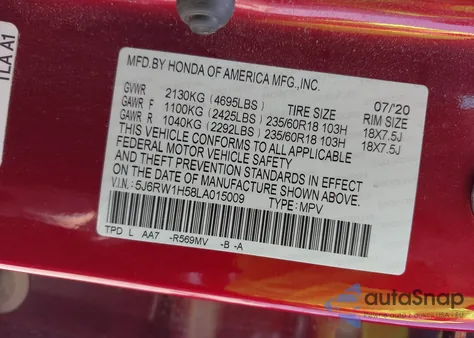 TLA A1
MFD.BY HONDA OF AMERICA MFG.,INC.
07/'20
GVWR 2130KG (4695LBS) TIRE SIZE RIM SIZE
GAWR F 1100KG (2425LBS) 235/60R18 103H 18X7.5J
GAWR R 1040KG (2292LBS) 235/60R18 103H 18X7.5J
THIS VEHICLE CONFORMS TO ALL APPLICABLE
FEDERAL MOTOR VEHICLE SAFETY
AND THEFT PREVENTION STANDARDS IN EFFECT
ON THE DATE OF MANUFACTURE SHOWN ABOVE.
V.I.N.:5J6RW1H58LA015009 TYPE:MPV
TPD L AA7 -R569MV -B -A
autoSnap